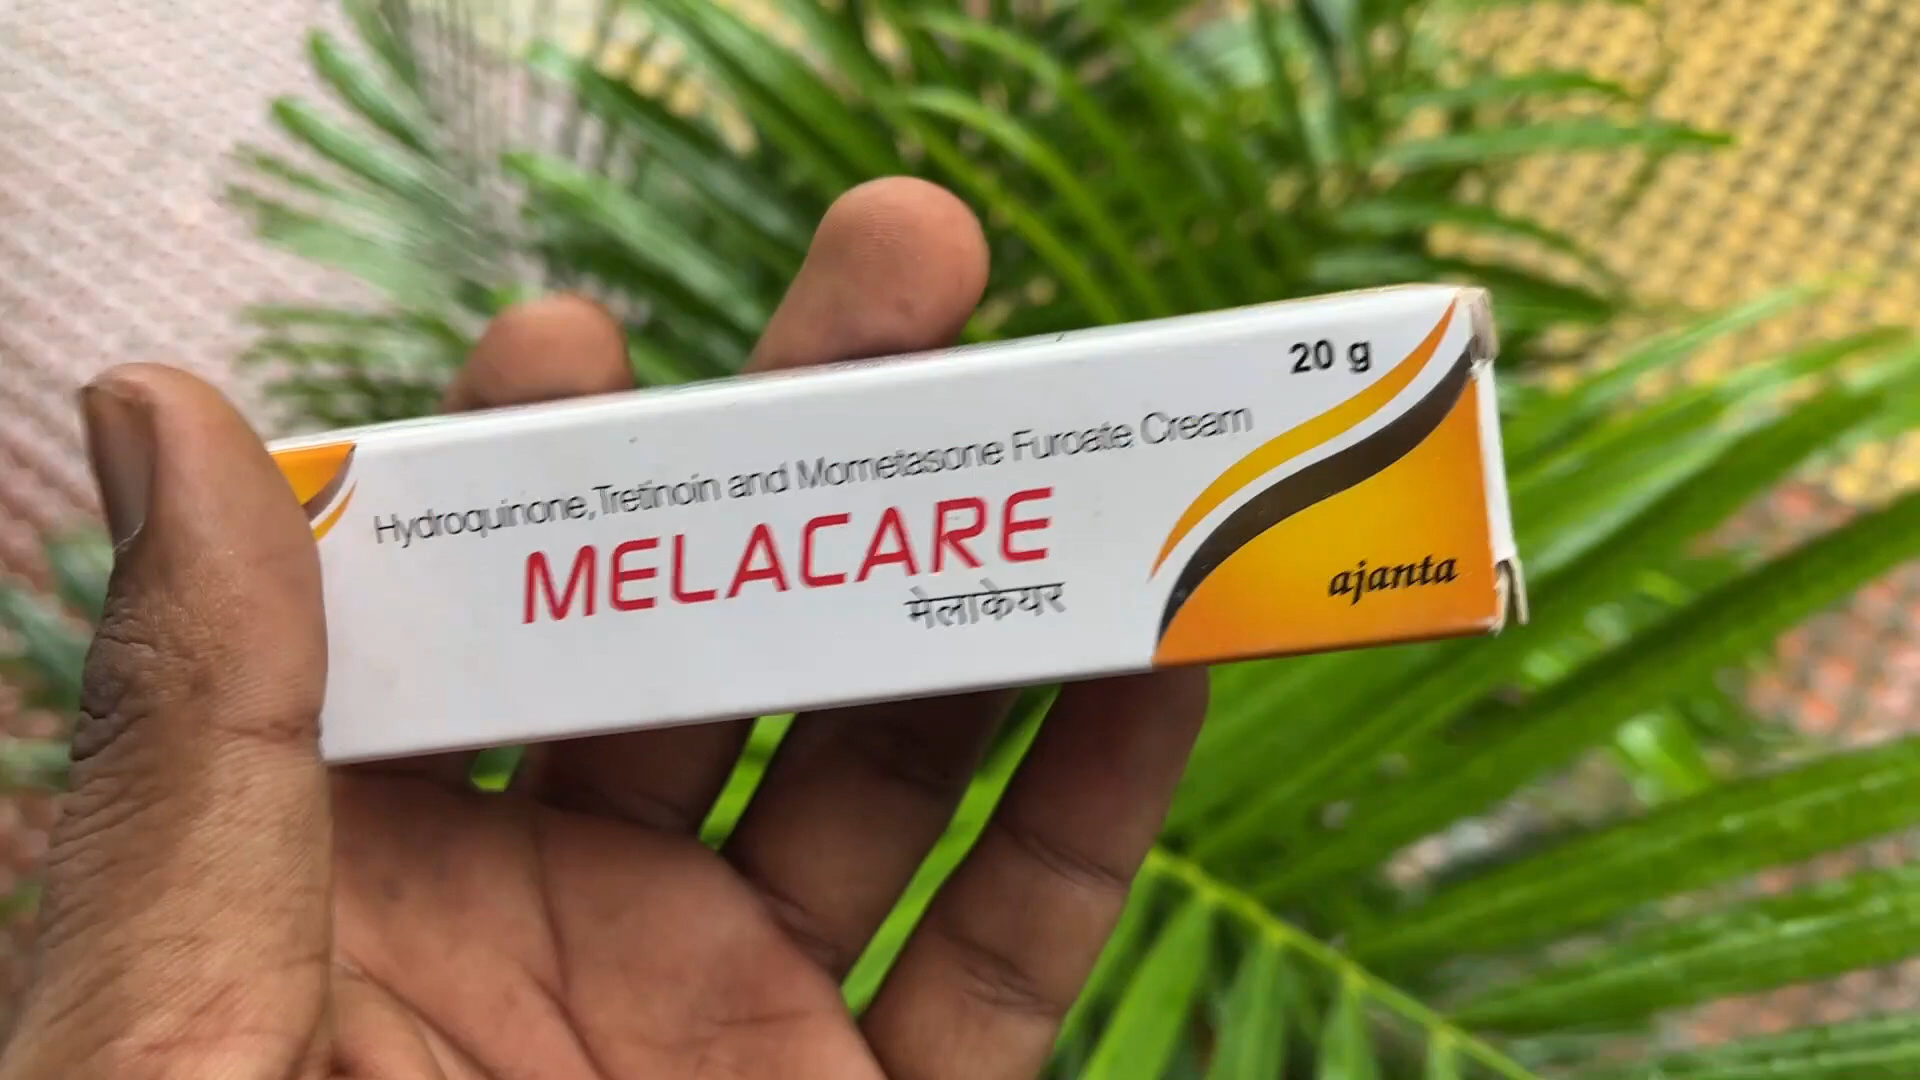 20 g
Hydroquinone, Tretinoin and Mometasone Furoate Cream
MELACARE
मेलाकेयर
ajanta